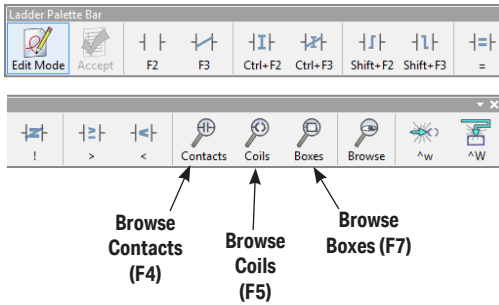 Ladder Palette Bar
Edit Mode Accept F2 F3 Ctrl+F2 Ctrl+F3 Shift+F2 Shift+F3 =
! > < Contacts Coils Boxes Browse ^w ^W
Browse
Contacts
(F4)
Browse
Coils
(F5)
Browse
Boxes (F7)